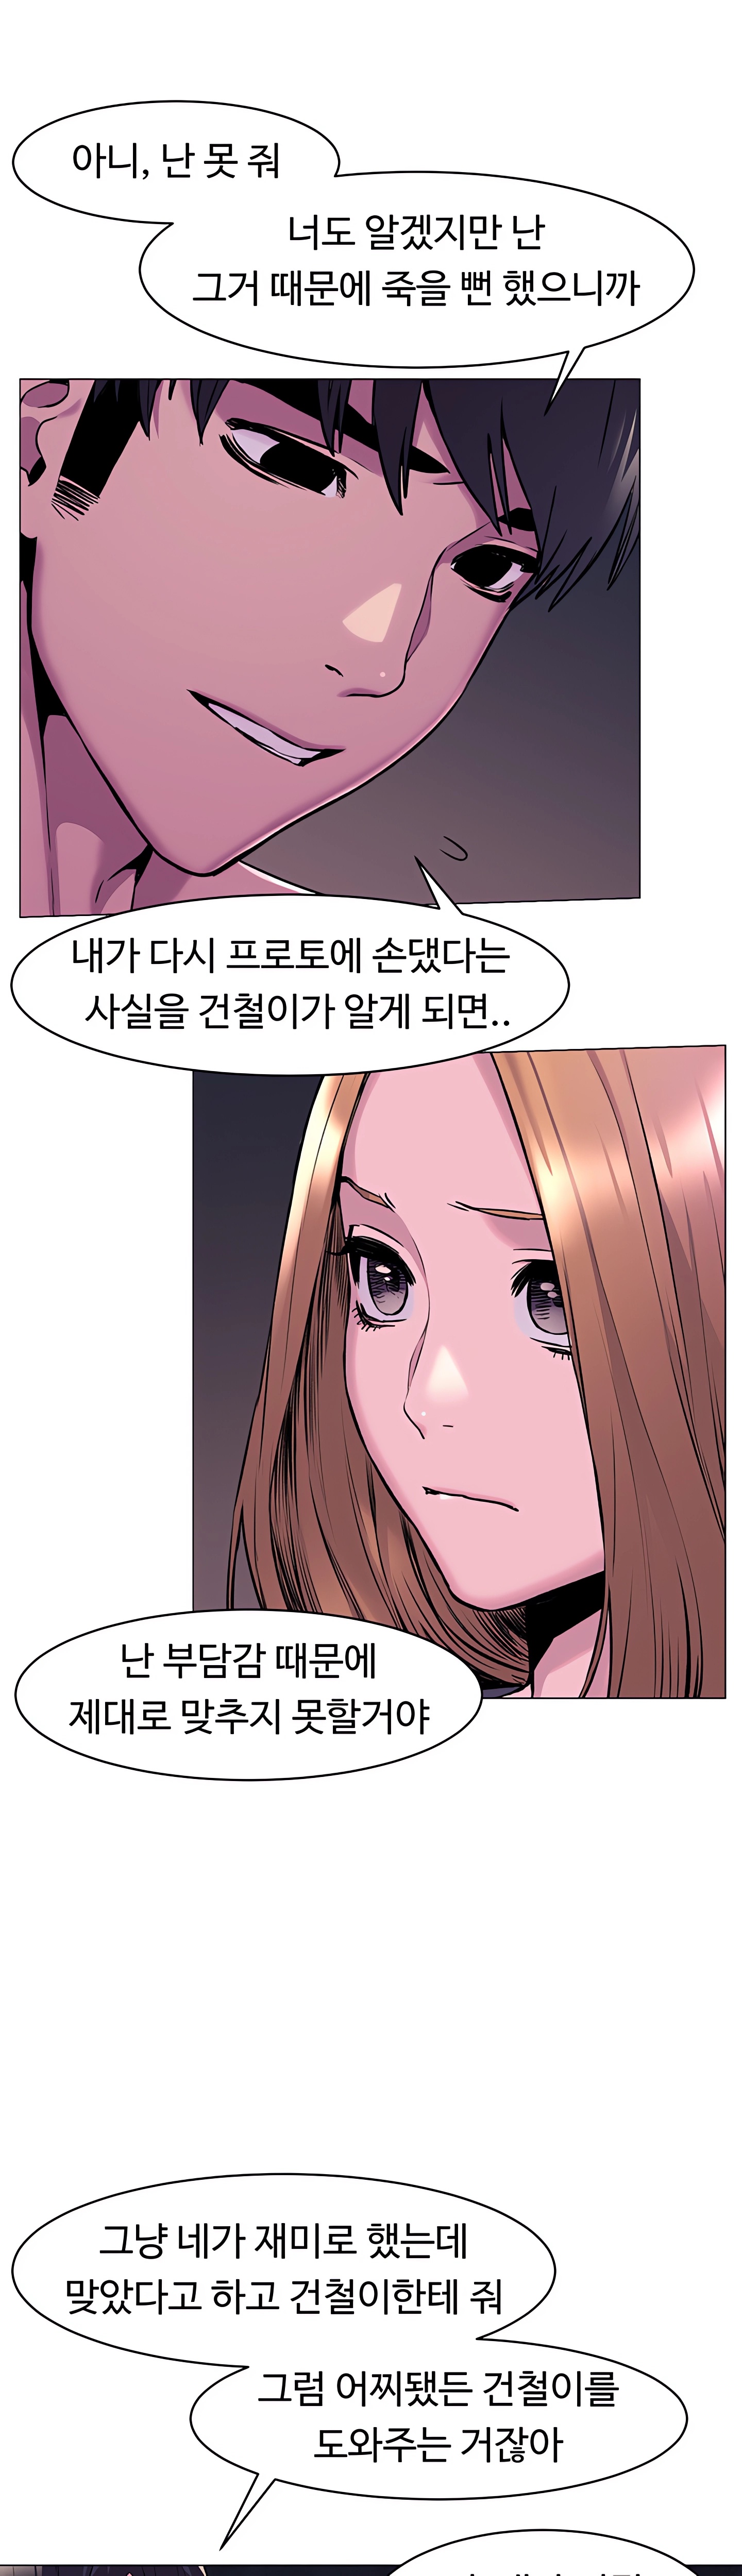 아니, 난 못 줘
너도 알겠지만 난
그거 때문에 죽을 뻔 했으니까
내가 다시 프로토에 손댔다는
사실을 건철이가 알게 되면..
난 부담감 때문에
제대로 맞추지 못할거야
그냥 네가 재미로 했는데
맞았다고 하고 건철이한테 줘
그럼 어찌됐든 건철이를
도와주는 거잖아